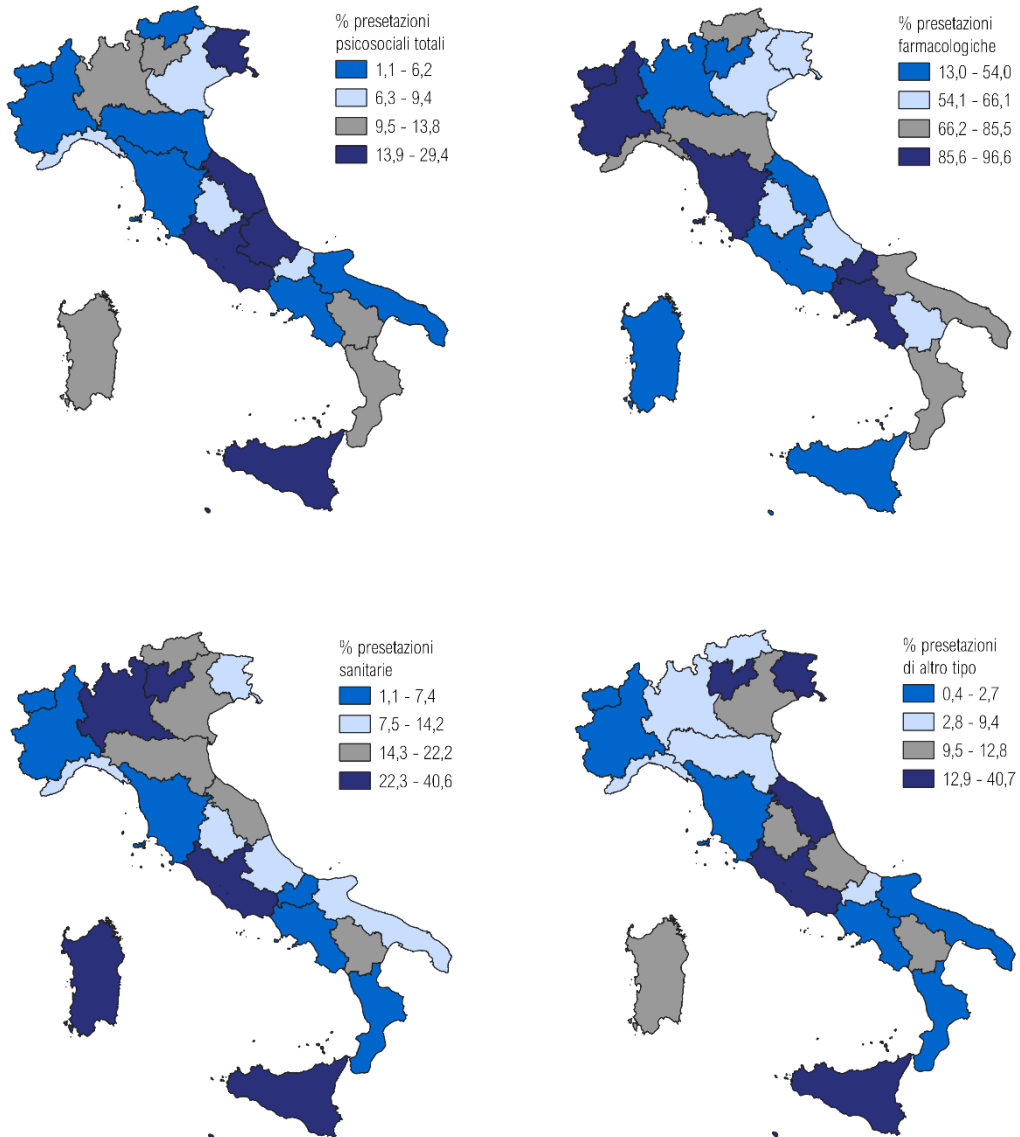 % presetazioni
psicosociali totali
1,1 - 6,2
6,3 - 9,4
9,5 - 13,8
13,9 - 29,4
% presetazioni
farmacologiche
13,0 - 54,0
54,1 - 66,1
66,2 - 85,5
85,6 - 96,6
% presetazioni
sanitarie
1,1 - 7,4
7,5 - 14,2
14,3 - 22,2
22,3 - 40,6
% presetazioni
di altro tipo
0,4 - 2,7
2,8 - 9,4
9,5 - 12,8
12,9 - 40,7